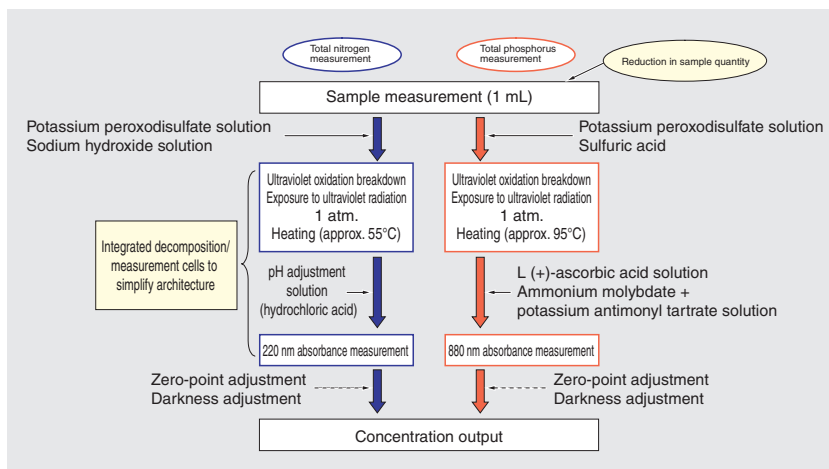 Total nitrogen
measurement
Total phosphorus
measurement
Reduction in sample quantity
Sample measurement (1 mL)
Potassium peroxodisulfate solution
Sodium hydroxide solution
Potassium peroxodisulfate solution
Sulfuric acid
Ultraviolet oxidation breakdown
Exposure to ultraviolet radiation
1 atm.
Heating (approx. 55°C)
Ultraviolet oxidation breakdown
Exposure to ultraviolet radiation
1 atm.
Heating (approx. 95°C)
Integrated decomposition/
measurement cells to
simplify architecture
pH adjustment
solution
(hydrochloric acid)
L (+)-ascorbic acid solution
Ammonium molybdate +
potassium antimonyl tartrate solution
220 nm absorbance measurement
880 nm absorbance measurement
Zero-point adjustment
Darkness adjustment
Zero-point adjustment
Darkness adjustment
Concentration output